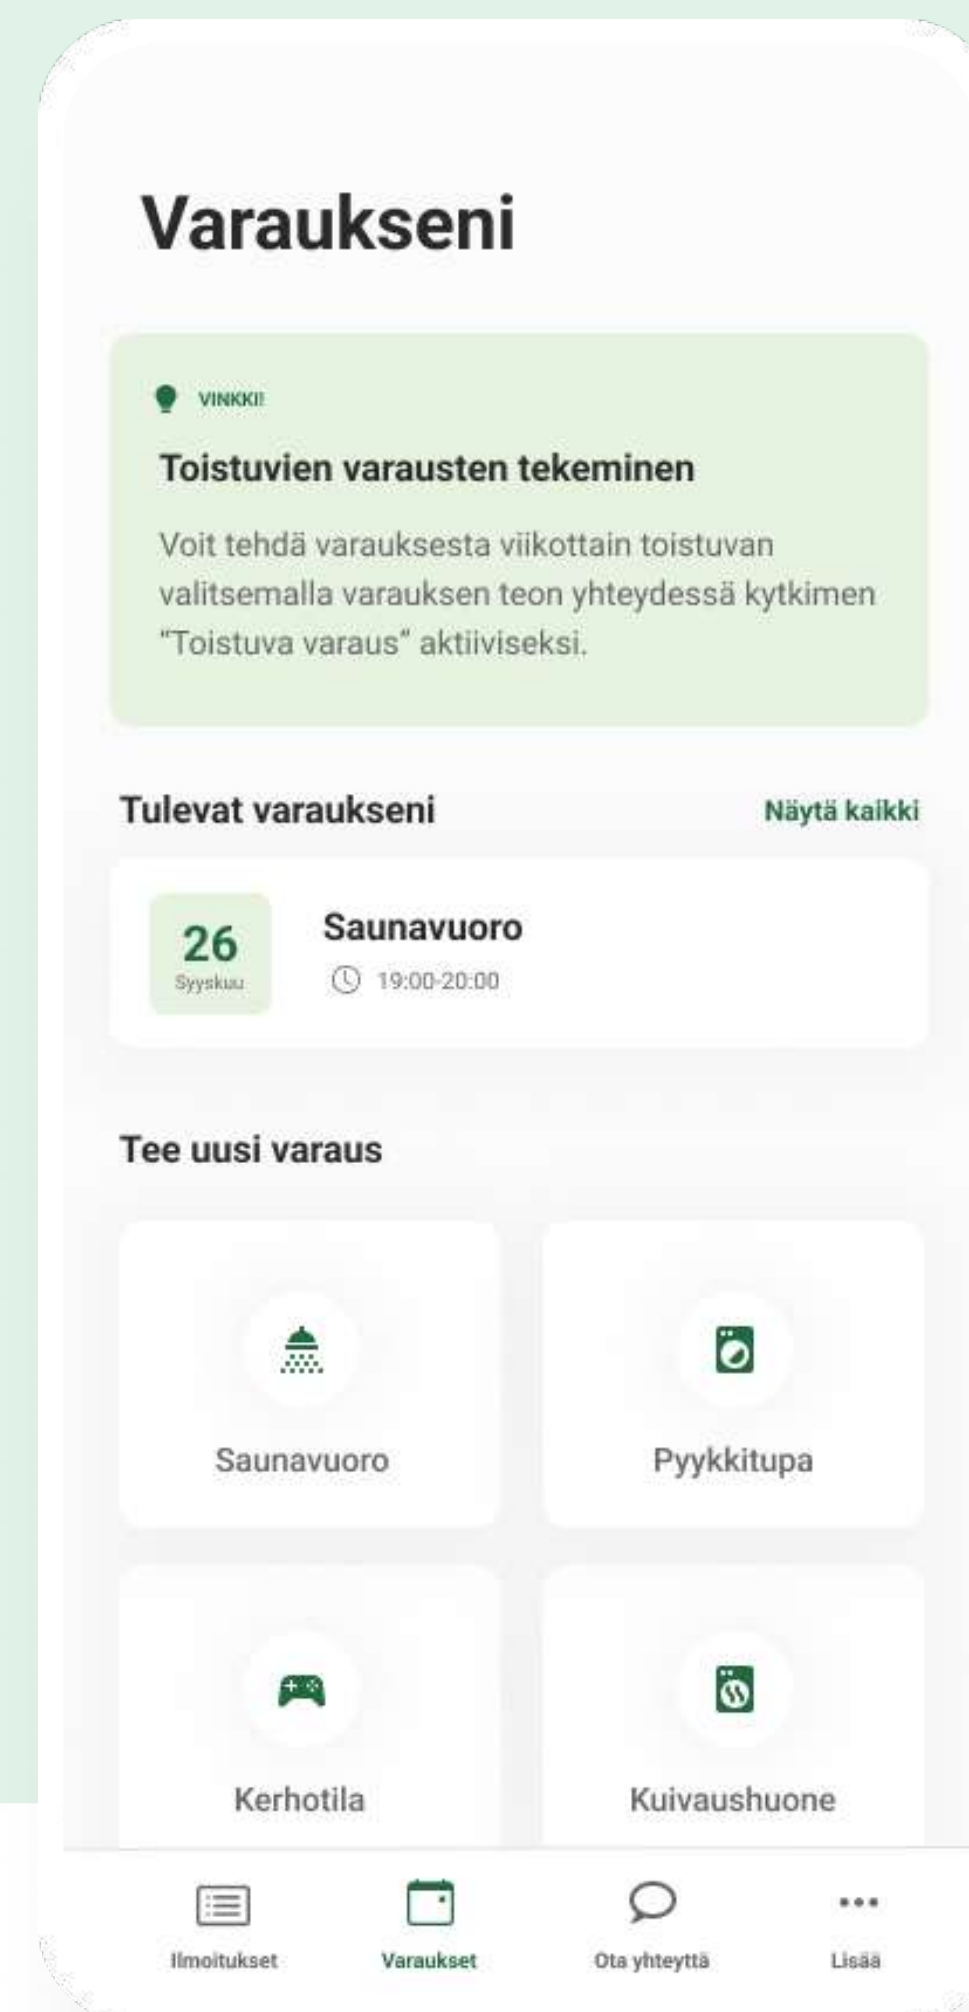 Varaukseni
VINKKI!
Toistuvien varausten tekeminen
Voit tehdä varauksesta viikottain toistuvan
valitsemalla varauksen teon yhteydessä kytkimen
"Toistuva varaus" aktiiviseksi.
Tulevat varaukseni
Näytä kaikki
26
Syyskuu
Saunavuoro
19:00-20:00
Tee uusi varaus
Saunavuoro
Pyykkitupa
Kerhotila
Kuivaushuone
Ilmoitukset
Varaukset
Ota yhteyttä
Lisää